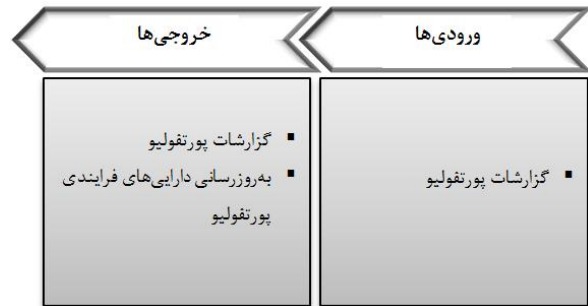 ورودی‌ها
گزارشات پورتفولیو
خروجی‌ها
گزارشات پورتفولیو
به‌روزرسانی دارایی‌های فرایندی
پورتفولیو